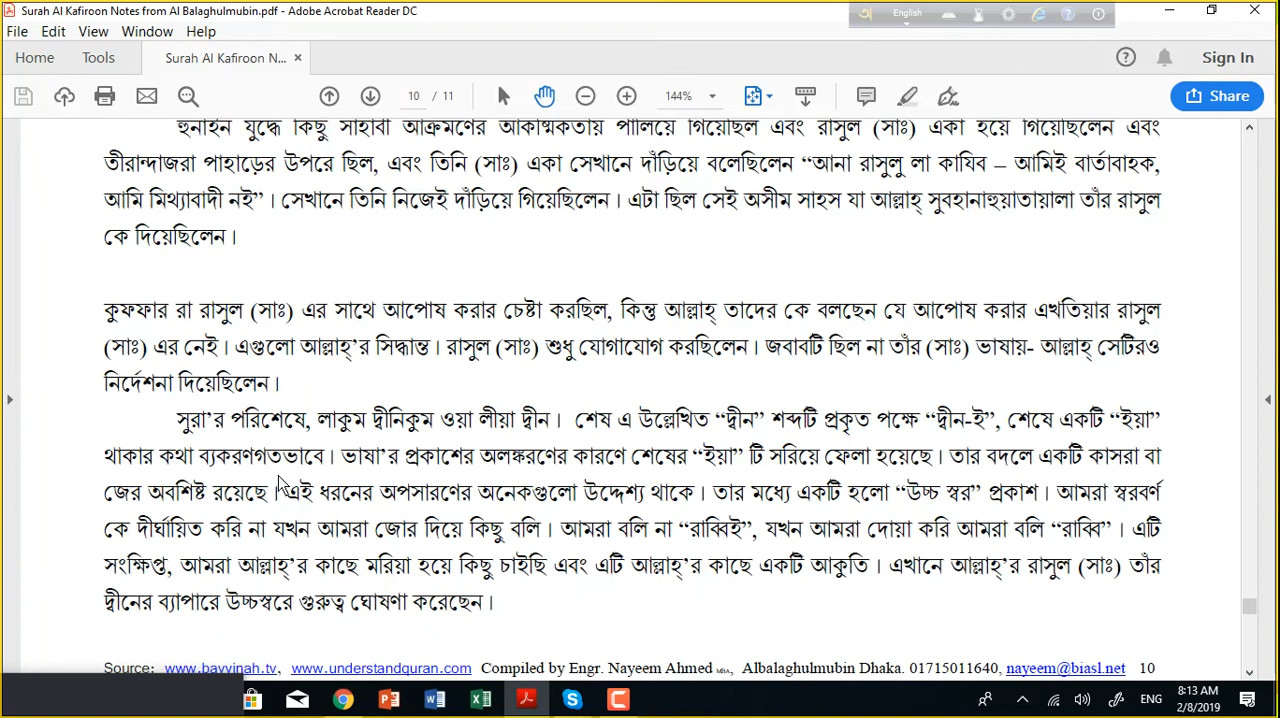 Surah Al Kafiroon Notes from Al Balaghulmubin.pdf - Adobe Acrobat Reader DC
English
File Edit View Window Help
Home Tools Surah Al Kafiroon N... × Sign In
10 / 11 144% Share
হুনাইন যুদ্ধে কিছু সাহাবী আক্রমণের আকস্মিকতায় পালিয়ে গিয়েছিল এবং রাসুল (সাঃ) একা হয়ে গিয়েছিলেন এবং
তীরান্দাজরা পাহাড়ের উপরে ছিল, এবং তিনি (সাঃ) একা সেখানে দাঁড়িয়ে বলেছিলেন “আনা রাসুলু লা কাযিব – আমিই বার্তাবাহক,
আমি মিথ্যাবাদী নই”। সেখানে তিনি নিজেই দাঁড়িয়ে গিয়েছিলেন। এটা ছিল সেই অসীম সাহস যা আল্লাহ্ সুবহানাহুয়াতায়ালা তাঁর রাসুল
কে দিয়েছিলেন।
কুফফার রা রাসুল (সাঃ) এর সাথে আপোষ করার চেষ্টা করছিল, কিন্তু আল্লাহ্ তাদের কে বলছেন যে আপোষ করার এখতিয়ার রাসুল
(সাঃ) এর নেই। এগুলো আল্লাহ্’র সিদ্ধান্ত। রাসুল (সাঃ) শুধু যোগাযোগ করছিলেন। জবাবটি ছিল না তাঁর (সাঃ) ভাষায়- আল্লাহ্ সেটিরও
নির্দেশনা দিয়েছিলেন।
সুরা’র পরিশেষে, লাকুম দ্বীনিকুম ওয়া লীয়া দ্বীন। শেষ এ উল্লেখিত “দ্বীন” শব্দটি প্রকৃত পক্ষে “দ্বীন-ই”, শেষে একটি “ইয়া”
থাকার কথা ব্যকরণগতভাবে। ভাষা’র প্রকাশের অলঙ্করণের কারণে শেষের “ইয়া” টি সরিয়ে ফেলা হয়েছে। তার বদলে একটি কাসরা বা
জের অবশিষ্ট রয়েছে। এই ধরনের অপসারণের অনেকগুলো উদ্দেশ্য থাকে। তার মধ্যে একটি হলো “উচ্চ স্বর” প্রকাশ। আমরা স্বরবর্ণ
কে দীর্ঘায়িত করি না যখন আমরা জোর দিয়ে কিছু বলি। আমরা বলি না “রাব্বিই”, যখন আমরা দোয়া করি আমরা বলি “রাব্বি”। এটি
সংক্ষিপ্ত, আমরা আল্লাহ্’র কাছে মরিয়া হয়ে কিছু চাইছি এবং এটি আল্লাহ্’র কাছে একটি আকুতি। এখানে আল্লাহ্’র রাসুল (সাঃ) তাঁর
দ্বীনের ব্যাপারে উচ্চস্বরে গুরুত্ব ঘোষণা করেছেন।
Source: www.bayyinah.tv, www.understandquran.com Compiled by Engr. Nayeem Ahmed MBA, Albalaghulmubin Dhaka. 01715011640, nayeem@biasl.net 10
ENG 8:13 AM
2/8/2019